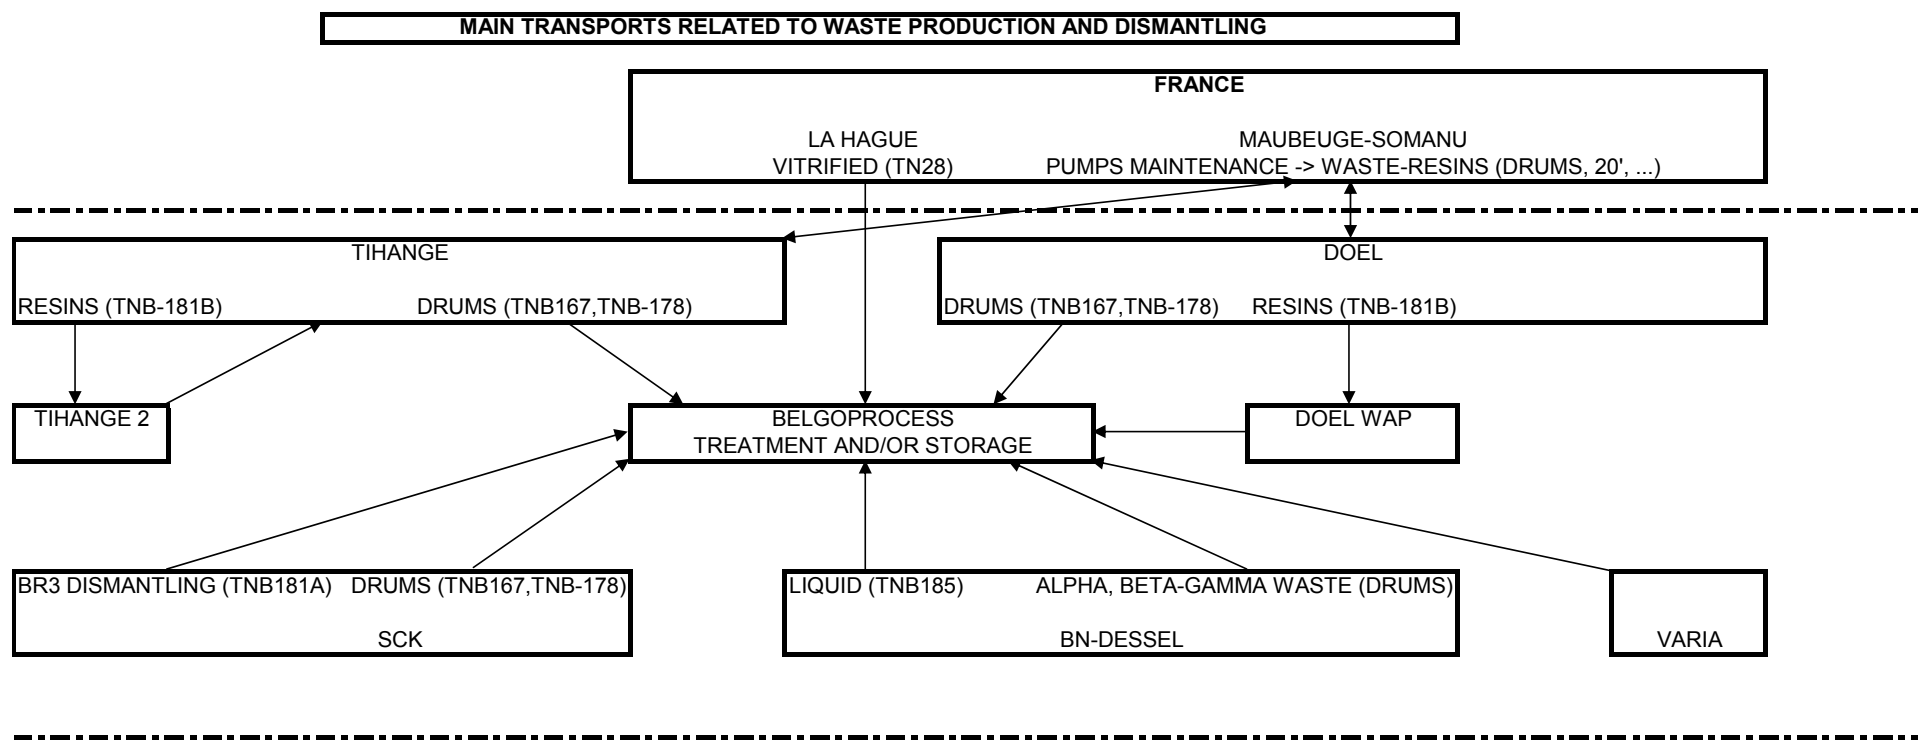 MAIN TRANSPORTS RELATED TO WASTE PRODUCTION AND DISMANTLING
FRANCE
LA HAGUE
VITRIFIED (TN28)
MAUBEUGE-SOMANU
PUMPS MAINTENANCE -> WASTE-RESINS (DRUMS, 20', ...)
TIHANGE
RESINS (TNB-181B)
DRUMS (TNB167,TNB-178)
DOEL
DRUMS (TNB167,TNB-178)
RESINS (TNB-181B)
TIHANGE 2
BELGOPROCESS
TREATMENT AND/OR STORAGE
DOEL WAP
BR3 DISMANTLING (TNB181A)
DRUMS (TNB167,TNB-178)
SCK
LIQUID (TNB185)
ALPHA, BETA-GAMMA WASTE (DRUMS)
BN-DESSEL
VARIA